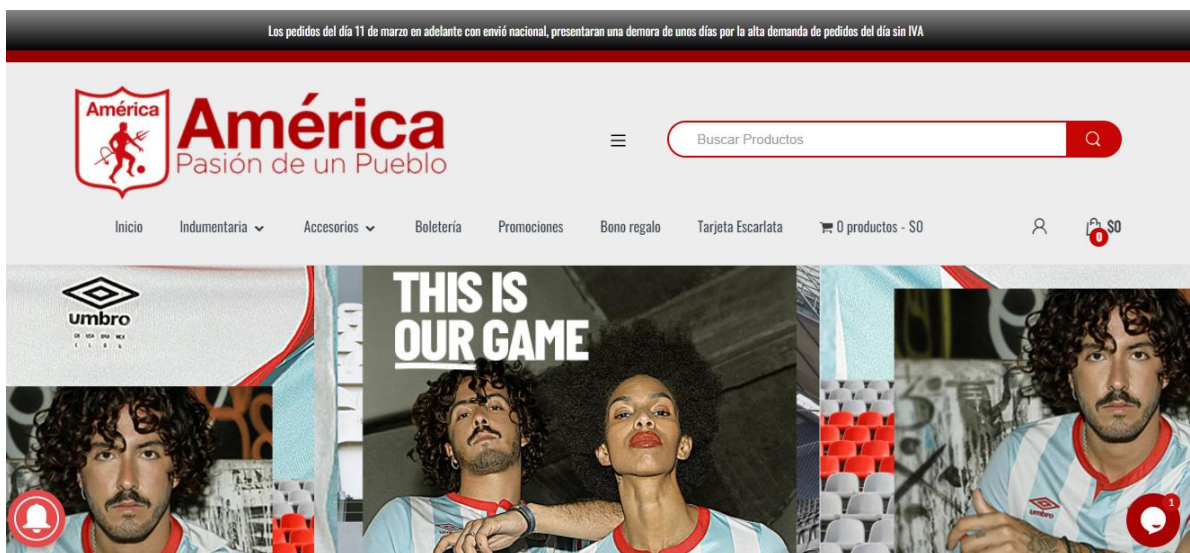 Los pedidos del día 11 de marzo en adelante con envió nacional, presentaran una demora de unos días por la alta demanda de pedidos del día sin IVA
América
América
Pasión de un Pueblo
Buscar Productos
Inicio
Indumentaria
Accesorios
Boletería
Promociones
Bono regalo
Tarjeta Escarlata
0 productos - $0
0
$0
umbro
THIS IS
OUR GAME
umbro
1